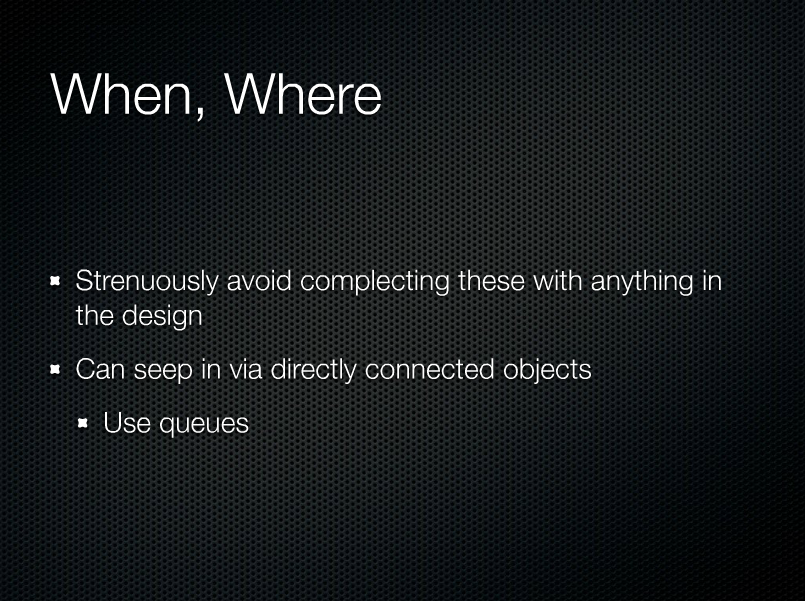 When, Where
Strenuously avoid complecting these with anything in
the design
Can seep in via directly connected objects
Use queues